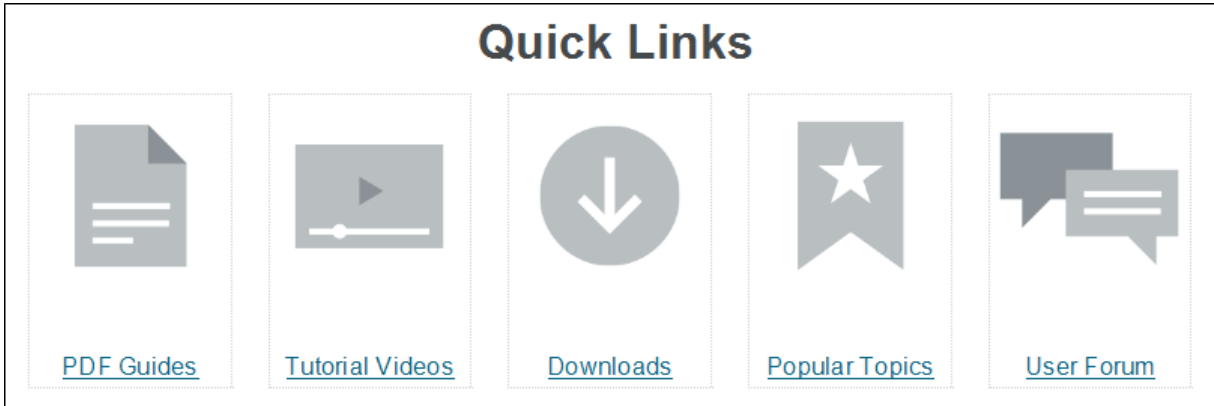 Quick Links
PDF Guides
Tutorial Videos
Downloads
Popular Topics
User Forum